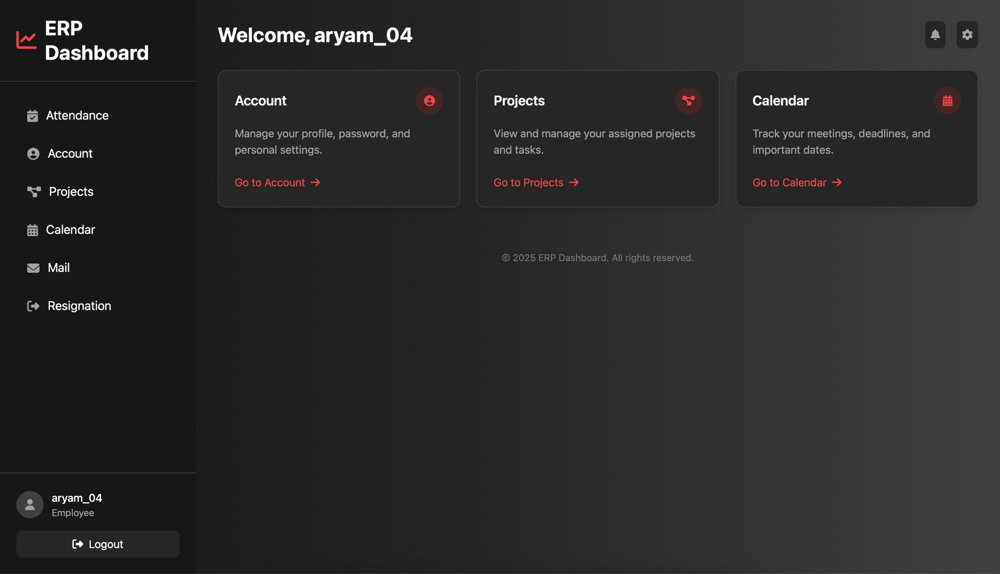 ERP
Dashboard
Attendance
Account
Projects
Calendar
Mail
Resignation
aryam_04
Employee
Logout
Welcome, aryam_04
Account
Manage your profile, password, and
personal settings.
Go to Account
Projects
View and manage your assigned projects
and tasks.
Go to Projects
Calendar
Track your meetings, deadlines, and
important dates.
Go to Calendar
© 2025 ERP Dashboard. All rights reserved.